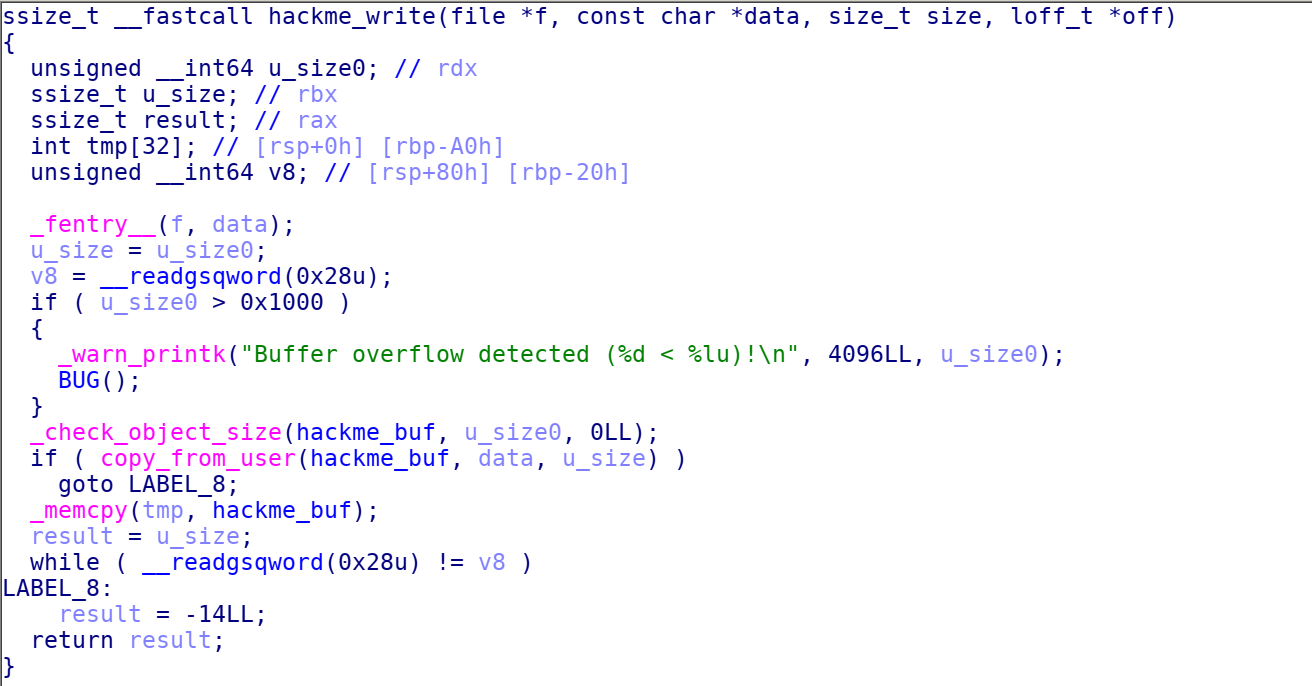 ssize_t __fastcall hackme_write(file *f, const char *data, size_t size, loff_t *off)
{
  unsigned __int64 u_size0; // rdx
  ssize_t u_size; // rbx
  ssize_t result; // rax
  int tmp[32]; // [rsp+0h] [rbp-A0h]
  unsigned __int64 v8; // [rsp+80h] [rbp-20h]

  _fentry__(f, data);
  u_size = u_size0;
  v8 = __readgsqword(0x28u);
  if ( u_size0 > 0x1000 )
  {
    _warn_printk("Buffer overflow detected (%d < %lu)!\n", 4096LL, u_size0);
    BUG();
  }
  _check_object_size(hackme_buf, u_size0, 0LL);
  if ( copy_from_user(hackme_buf, data, u_size) )
    goto LABEL_8;
  _memcpy(tmp, hackme_buf);
  result = u_size;
  while ( __readgsqword(0x28u) != v8 )
LABEL_8:
    result = -14LL;
  return result;
}